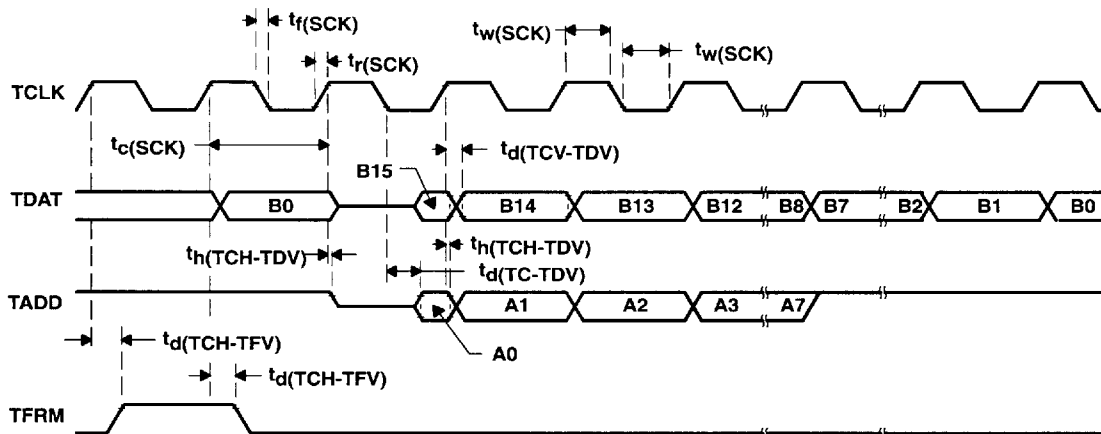 tf(SCK)
tr(SCK)
tw(SCK)
tw(SCK)
TCLK
tc(SCK)
td(TCV-TDV)
B15
TDAT
B0
B14
B13
B12
B8
B7
B2
B1
B0
th(TCH-TDV)
th(TCH-TDV)
td(TC-TDV)
TADD
A1
A2
A3
A7
td(TCH-TFV)
A0
td(TCH-TFV)
TFRM